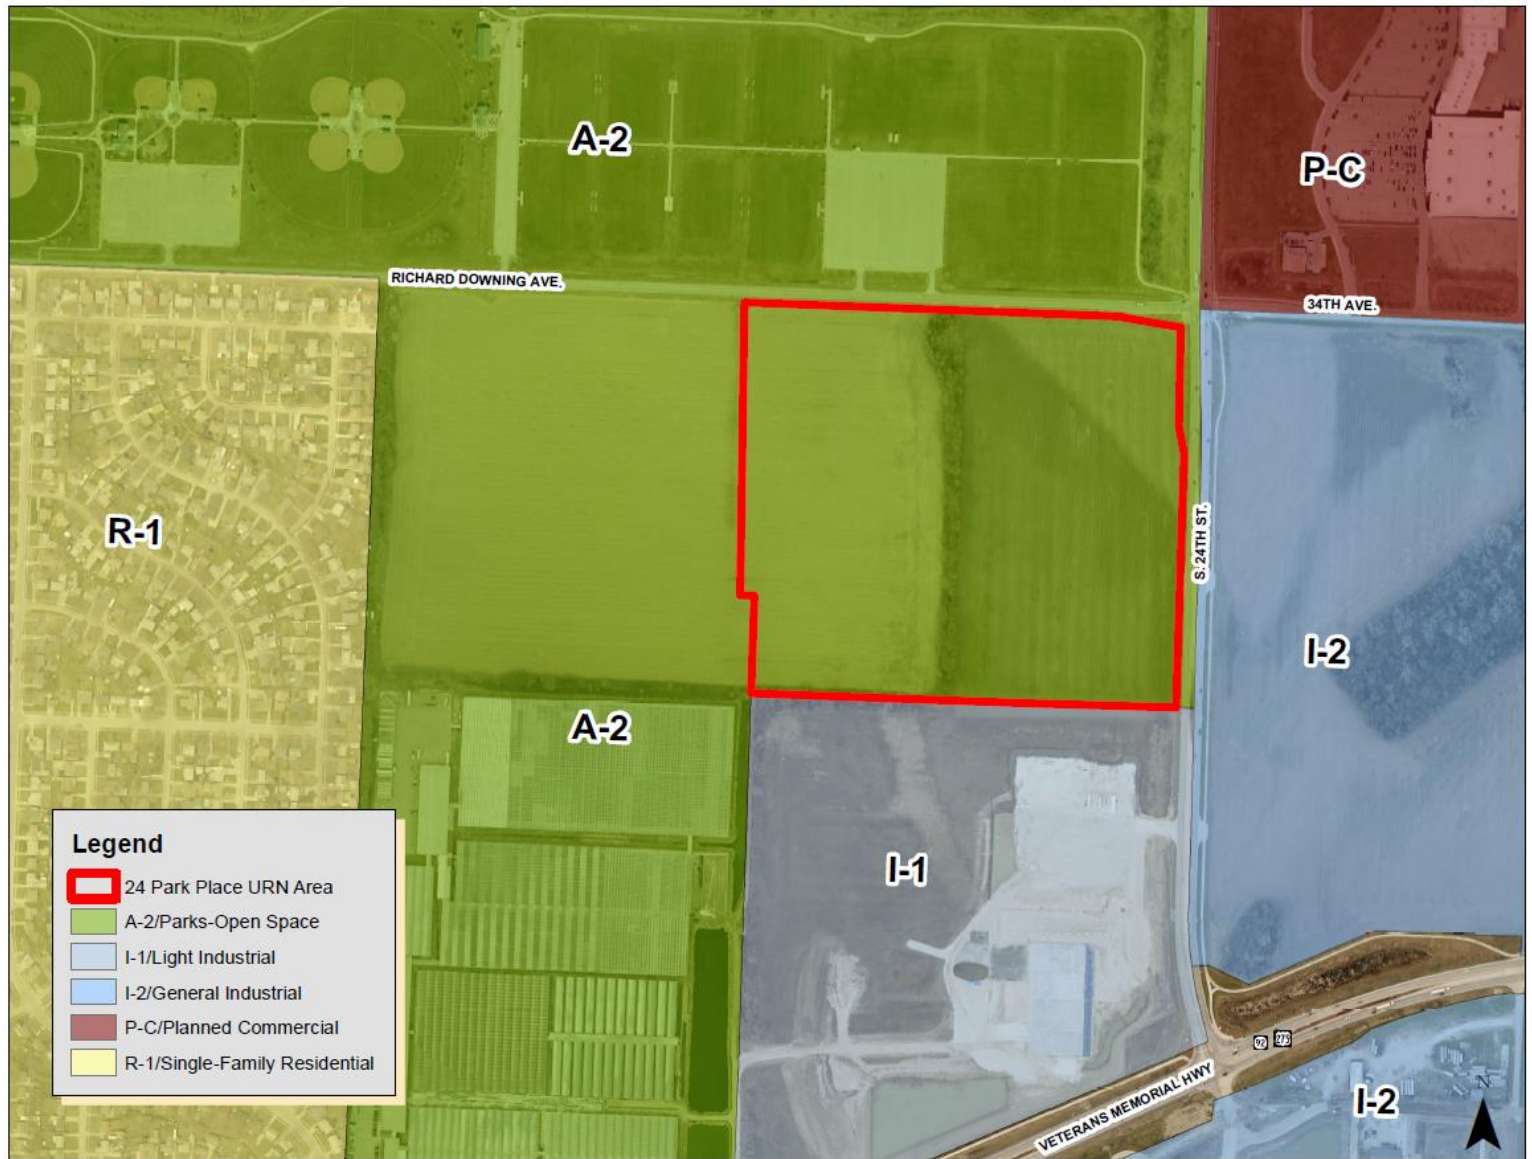 A-2
P-C
RICHARD DOWNING AVE.
34TH AVE.
R-1
S. 24TH ST.
I-2
A-2
I-1
Legend
24 Park Place URN Area
A-2/Parks-Open Space
I-1/Light Industrial
I-2/General Industrial
P-C/Planned Commercial
R-1/Single-Family Residential
92 275
VETERANS MEMORIAL HWY
I-2
N